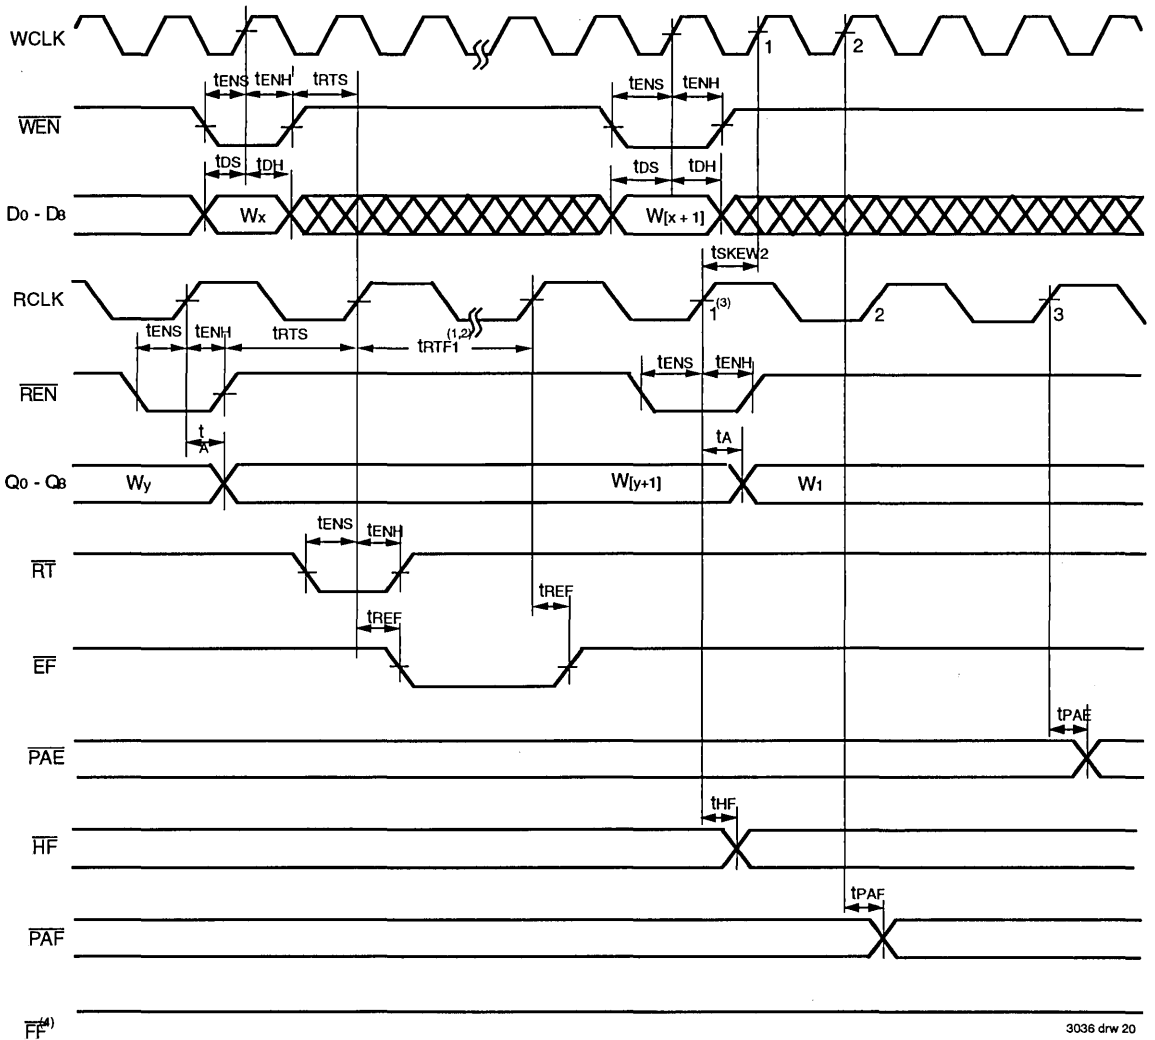 WCLK
1
2
tENS
tENH
tRTS
tENS
tENH
WEN
tDS
tDH
tDS
tDH
D0 - D8
Wx
W[x + 1]
tSKEW2
RCLK
1(3)
2
3
tENS
tENH
tRTS
tRTF1(1,2)
tENS
tENH
REN
tA
tA
Q0 - Q8
Wy
W[y+1]
W1
tENS
tENH
RT
tREF
tREF
EF
tPAE
PAE
tHF
HF
tPAF
PAF
FF(4)
3036 drw 20